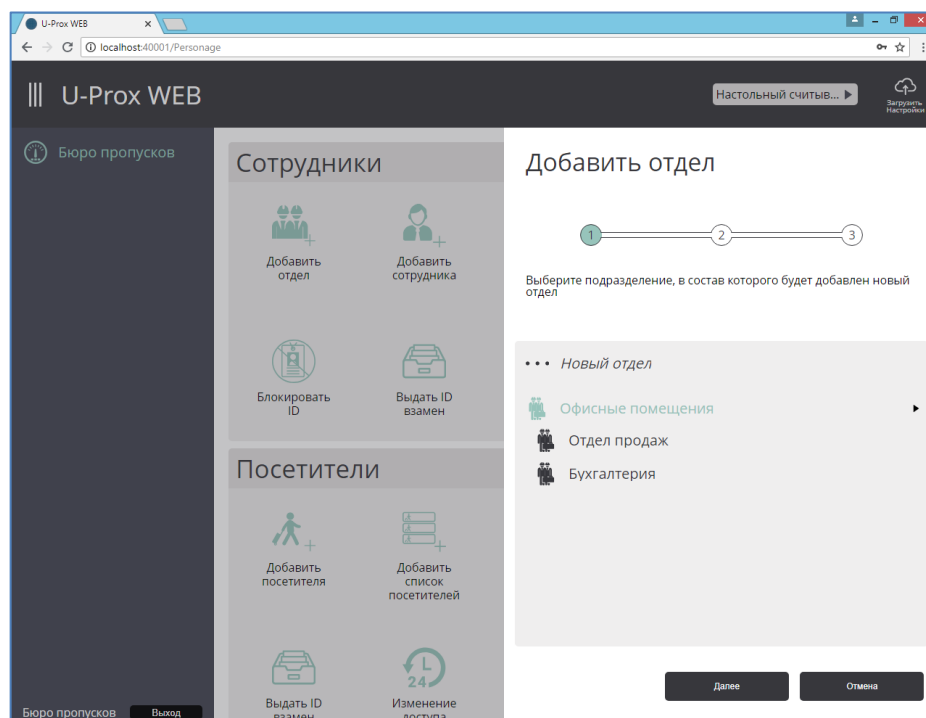 U-Prox WEB
localhost:40001/Personage
U-Prox WEB
Настольный считыв...
Загрузить
Настройки
Бюро пропусков
Сотрудники
Добавить
отдел
Добавить
сотрудника
Блокировать
ID
Выдать ID
взамен
Посетители
Добавить
посетителя
Добавить
список
посетителей
Выдать ID
взамен
24
Изменение
доступа
Бюро пропусков
Выход
Добавить отдел
1
2
3
Выберите подразделение, в состав которого будет добавлен новый
отдел
••• Новый отдел
Офисные помещения
Отдел продаж
Бухгалтерия
Далее
Отмена